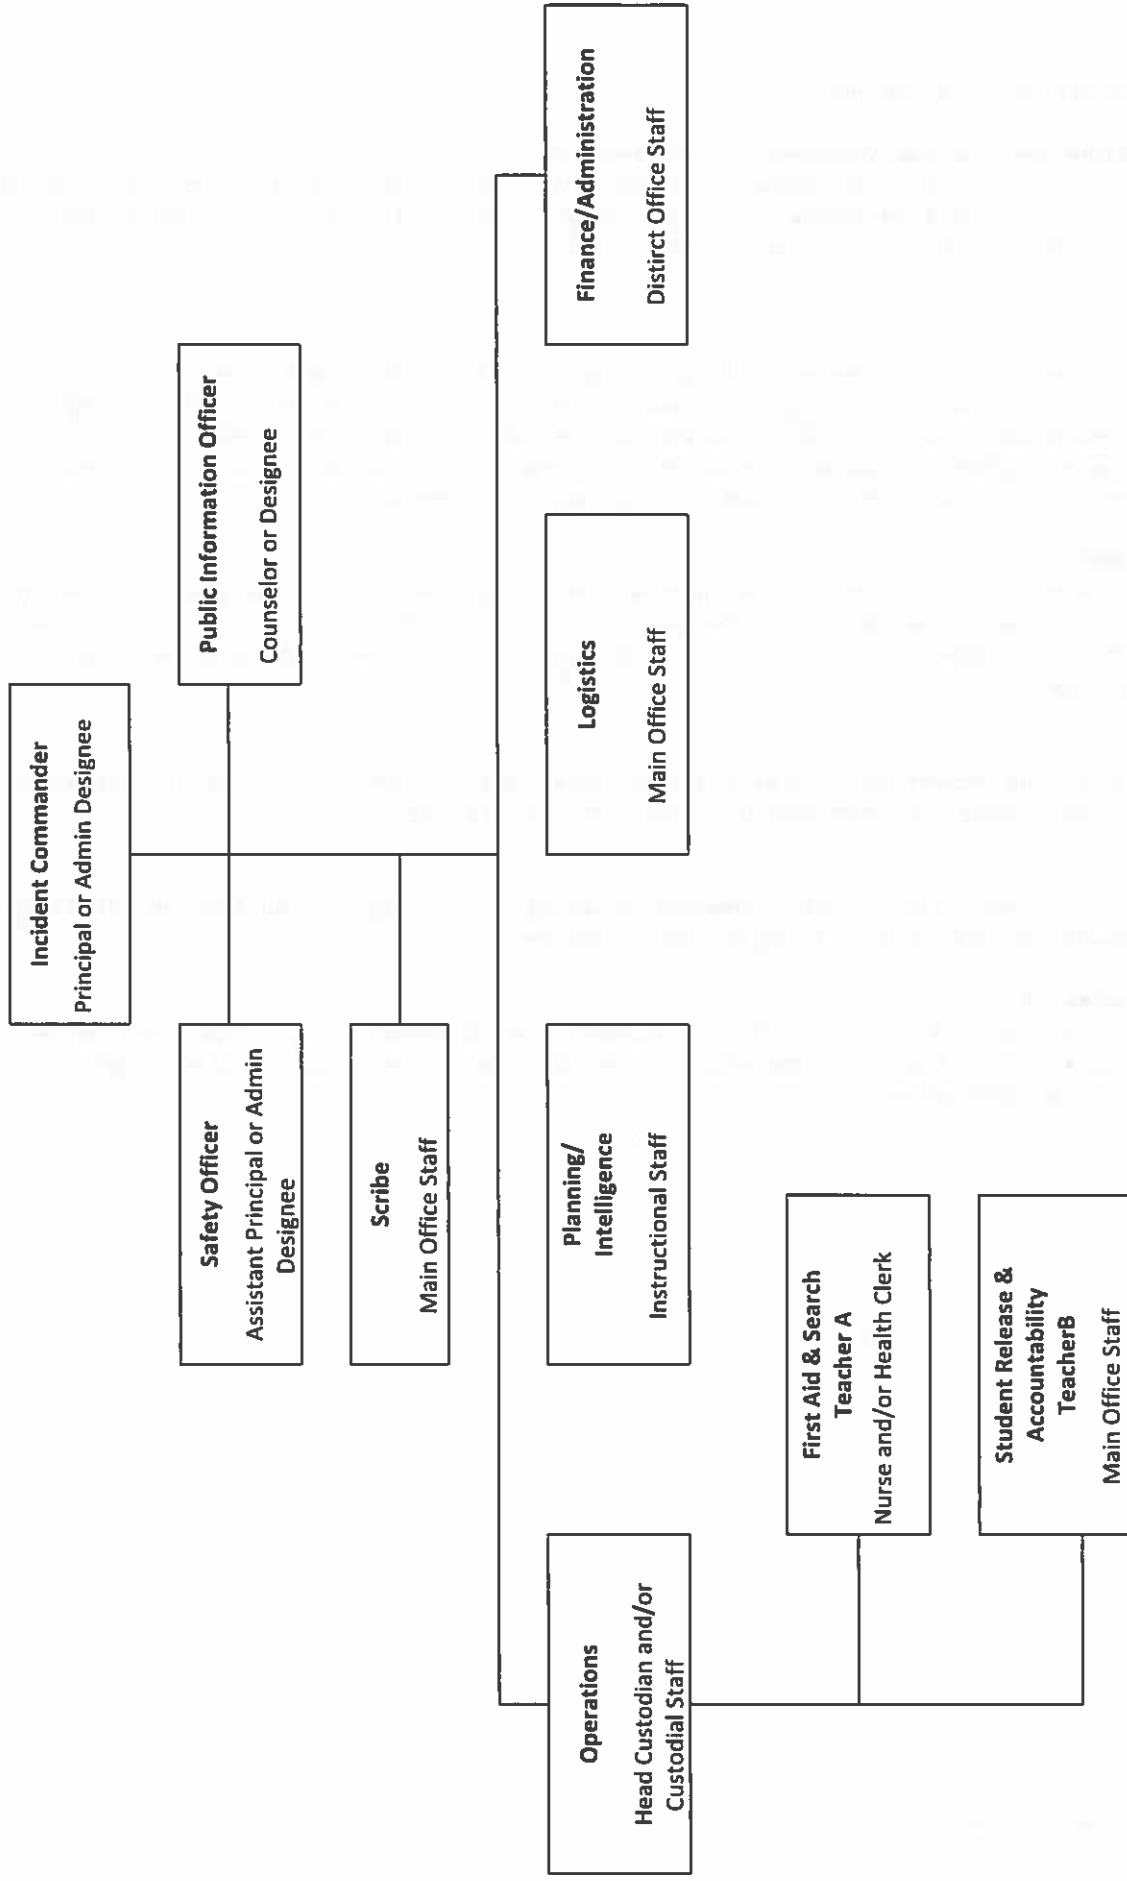 Incident Commander
Principal or Admin Designee
Safety Officer
Assistant Principal or Admin
Designee
Public Information Officer
Counselor or Designee
Scribe
Main Office Staff
Operations
Head Custodian and/or
Custodial Staff
Planning/
Intelligence
Instructional Staff
Logistics
Main Office Staff
Finance/Administration
Distirct Office Staff
First Aid & Search
Teacher A
Nurse and/or Health Clerk
Student Release &
Accountability
TeacherB
Main Office Staff